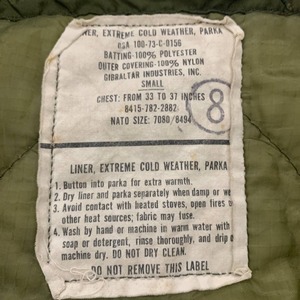 NER, EXTREME COLD WEATHER, PARKA
DSA 100-73-C-0156
BATTING-100% POLYESTER
OUTER COVERING-100% NYLON
GIBRALTAR INDUSTRIES, INC.
SMALL
CHEST: FROM 33 TO 37 INCHES
8415-782-2882
NATO SIZE: 7080/8494
8
LINER, EXTREME COLD WEATHER, PARKA
1. Button into parka for extra warmth.
2. Dry liner and parka separately when damp or we
3. Avoid contact with heated stoves, open fires o
other heat sources; fabric may fuse.
4. Wash by hand or machine in warm water with
soap or detergent, rinse thoroughly, and drip o
machine dry. DO NOT DRY CLEAN.
DO NOT REMOVE THIS LABEL